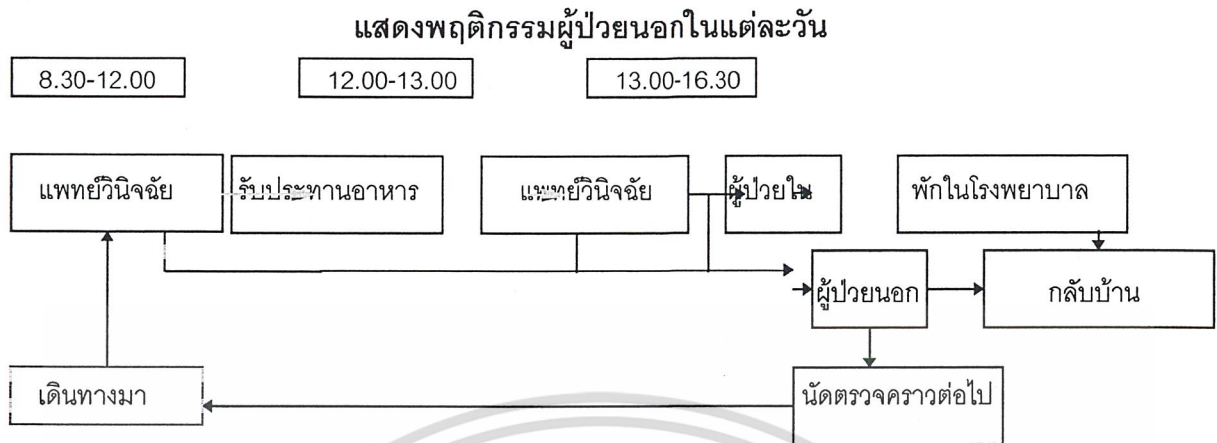 แสดงพฤติกรรมผู้ป่วยนอกในแต่ละวัน
8.30-12.00 12.00-13.00 13.00-16.30
แพทย์วินิจฉัย รับประทานอาหาร แพทย์วินิจฉัย ผู้ป่วยใน พักในโรงพยาบาล
ผู้ป่วยนอก กลับบ้าน
เดินทางมา นัดตรวจคราวต่อไป